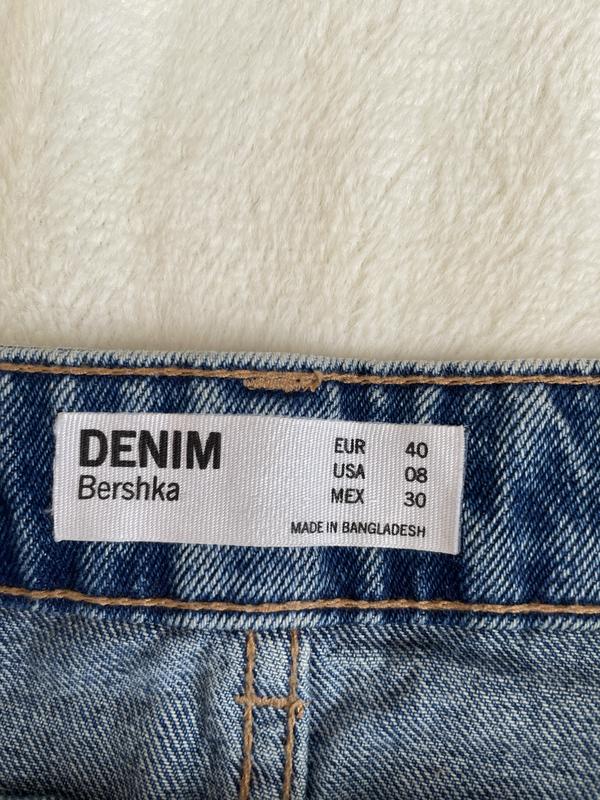 DENIM
Bershka
EUR 40
USA 08
MEX 30
MADE IN BANGLADESH